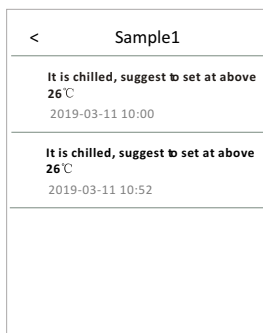 < Sample1
It is chilled, suggest to set at above
26℃
2019-03-11 10:00
It is chilled, suggest to set at above
26℃
2019-03-11 10:52